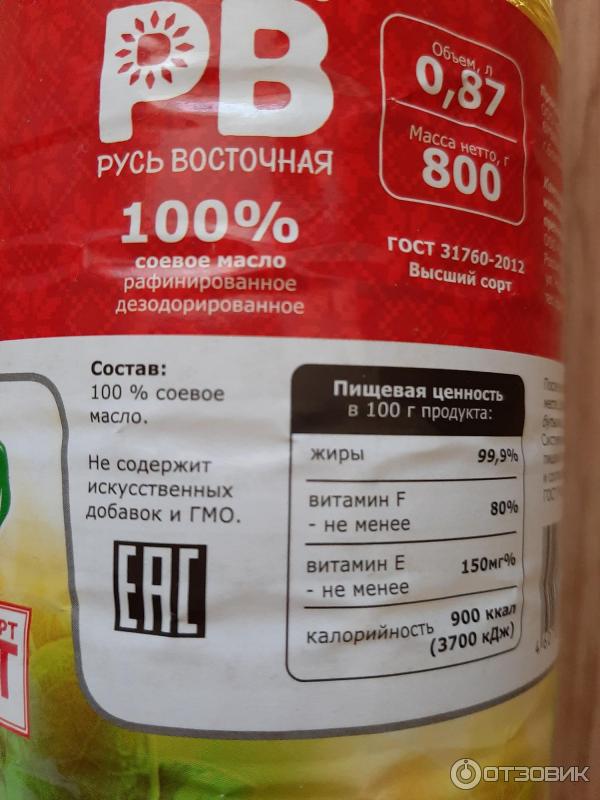 РВ
РУСЬ ВОСТОЧНАЯ
100%
соевое масло
рафинированное
дезодорированное
Объем, л
0,87
Масса нетто, г
800
ГОСТ 31760-2012
Высший сорт
Состав:
100 % соевое
масло.
Не содержит
искусственных
добавок и ГМО.
ЕАС
Пищевая ценность
в 100 г продукта:
жиры 99,9%
витамин F
- не менее 80%
витамин Е
- не менее 150мг%
калорийность 900 ккал
(3700 кДж)
ОТЗОВИК